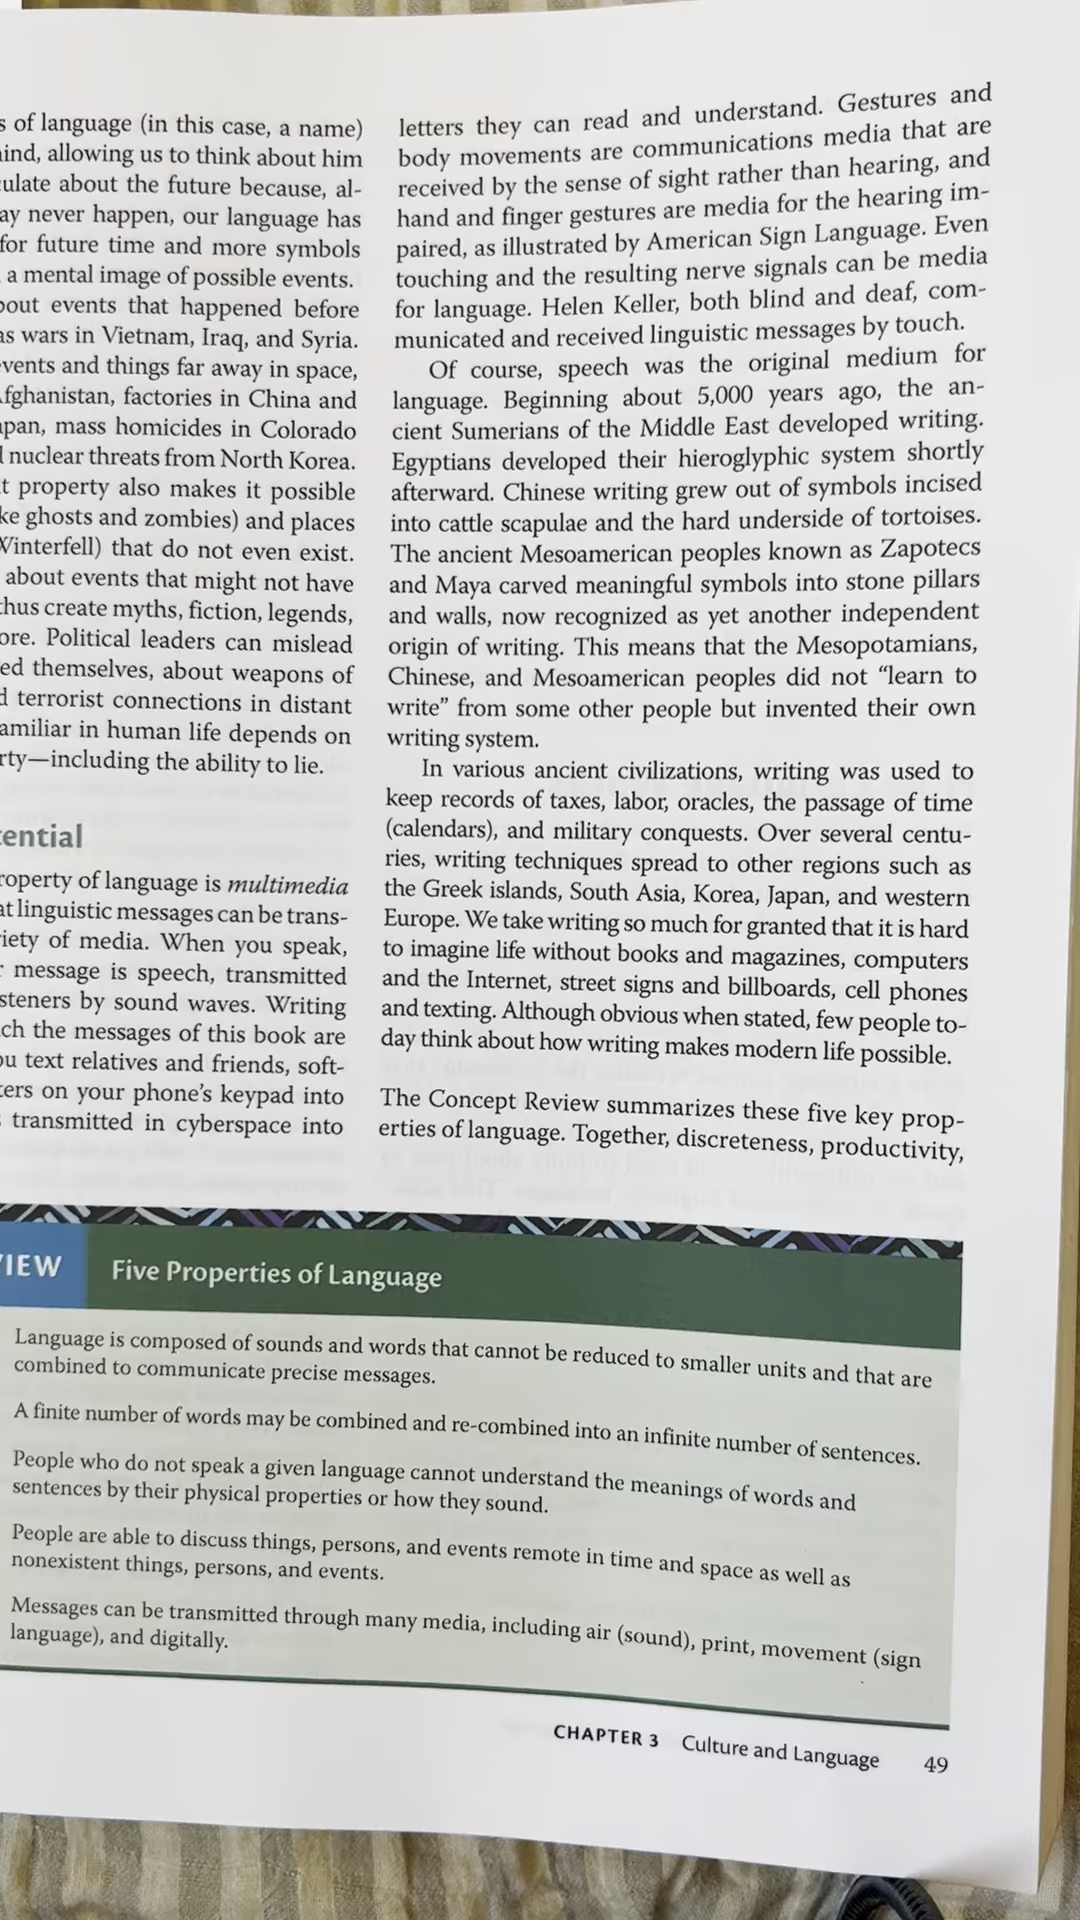 s of language (in this case, a name)
ind, allowing us to think about him
ulate about the future because, al-
ay never happen, our language has
for future time and more symbols
a mental image of possible events.
out events that happened before
as wars in Vietnam, Iraq, and Syria.
vents and things far away in space,
fghanistan, factories in China and
apan, mass homicides in Colorado
l nuclear threats from North Korea.
t property also makes it possible
ke ghosts and zombies) and places
Winterfell) that do not even exist.
about events that might not have
thus create myths, fiction, legends,
ore. Political leaders can mislead
ed themselves, about weapons of
d terrorist connections in distant
amiliar in human life depends on
rty—including the ability to lie.
ential
roperty of language is multimedia
at linguistic messages can be trans-
iety of media. When you speak,
r message is speech, transmitted
steners by sound waves. Writing
ch the messages of this book are
ou text relatives and friends, soft-
ters on your phone's keypad into
s transmitted in cyberspace into
letters they can read and understand. Gestures and
body movements are communications media that are
received by the sense of sight rather than hearing, and
hand and finger gestures are media for the hearing im-
paired, as illustrated by American Sign Language. Even
touching and the resulting nerve signals can be media
for language. Helen Keller, both blind and deaf, com-
municated and received linguistic messages by touch.
Of course, speech was the original medium for
language. Beginning about 5,000 years ago, the an-
cient Sumerians of the Middle East developed writing.
Egyptians developed their hieroglyphic system shortly
afterward. Chinese writing grew out of symbols incised
into cattle scapulae and the hard underside of tortoises.
The ancient Mesoamerican peoples known as Zapotecs
and Maya carved meaningful symbols into stone pillars
and walls, now recognized as yet another independent
origin of writing. This means that the Mesopotamians,
Chinese, and Mesoamerican peoples did not "learn to
write" from some other people but invented their own
writing system.
In various ancient civilizations, writing was used to
keep records of taxes, labor, oracles, the passage of time
(calendars), and military conquests. Over several centu-
ries, writing techniques spread to other regions such as
the Greek islands, South Asia, Korea, Japan, and western
Europe. We take writing so much for granted that it is hard
to imagine life without books and magazines, computers
and the Internet, street signs and billboards, cell phones
and texting. Although obvious when stated, few people to-
day think about how writing makes modern life possible.
The Concept Review summarizes these five key prop-
erties of language. Together, discreteness, productivity,
VIEW Five Properties of Language
Language is composed of sounds and words that cannot be reduced to smaller units and that are
combined to communicate precise messages.
A finite number of words may be combined and re-combined into an infinite number of sentences.
People who do not speak a given language cannot understand the meanings of words and
sentences by their physical properties or how they sound.
People are able to discuss things, persons, and events remote in time and space as well as
nonexistent things, persons, and events.
Messages can be transmitted through many media, including air (sound), print, movement (sign
language), and digitally.
CHAPTER 3 Culture and Language 49